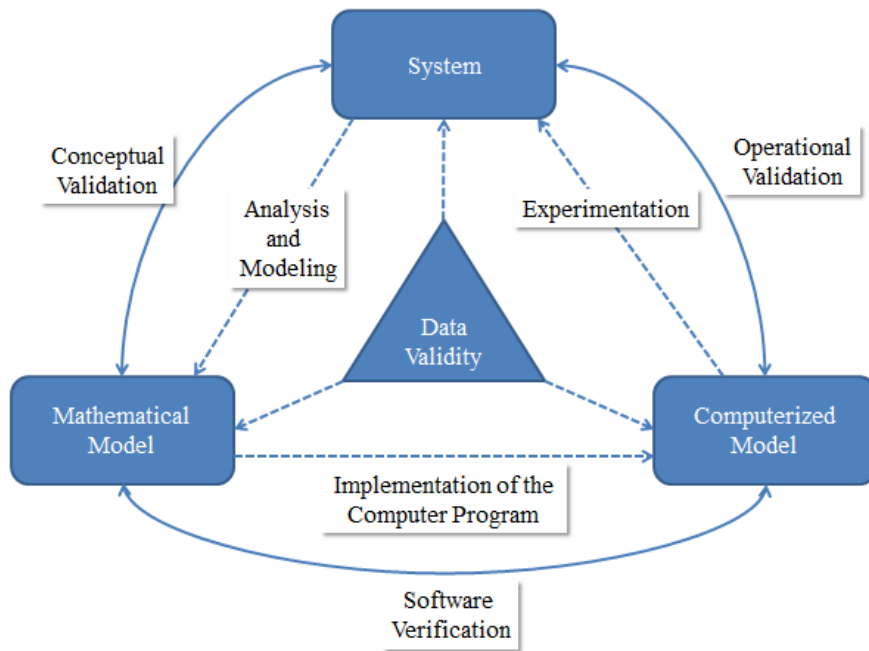 System
Conceptual
Validation
Operational
Validation
Analysis
and
Modeling
Experimentation
Data
Validity
Mathematical
Model
Computerized
Model
Implementation of the
Computer Program
Software
Verification